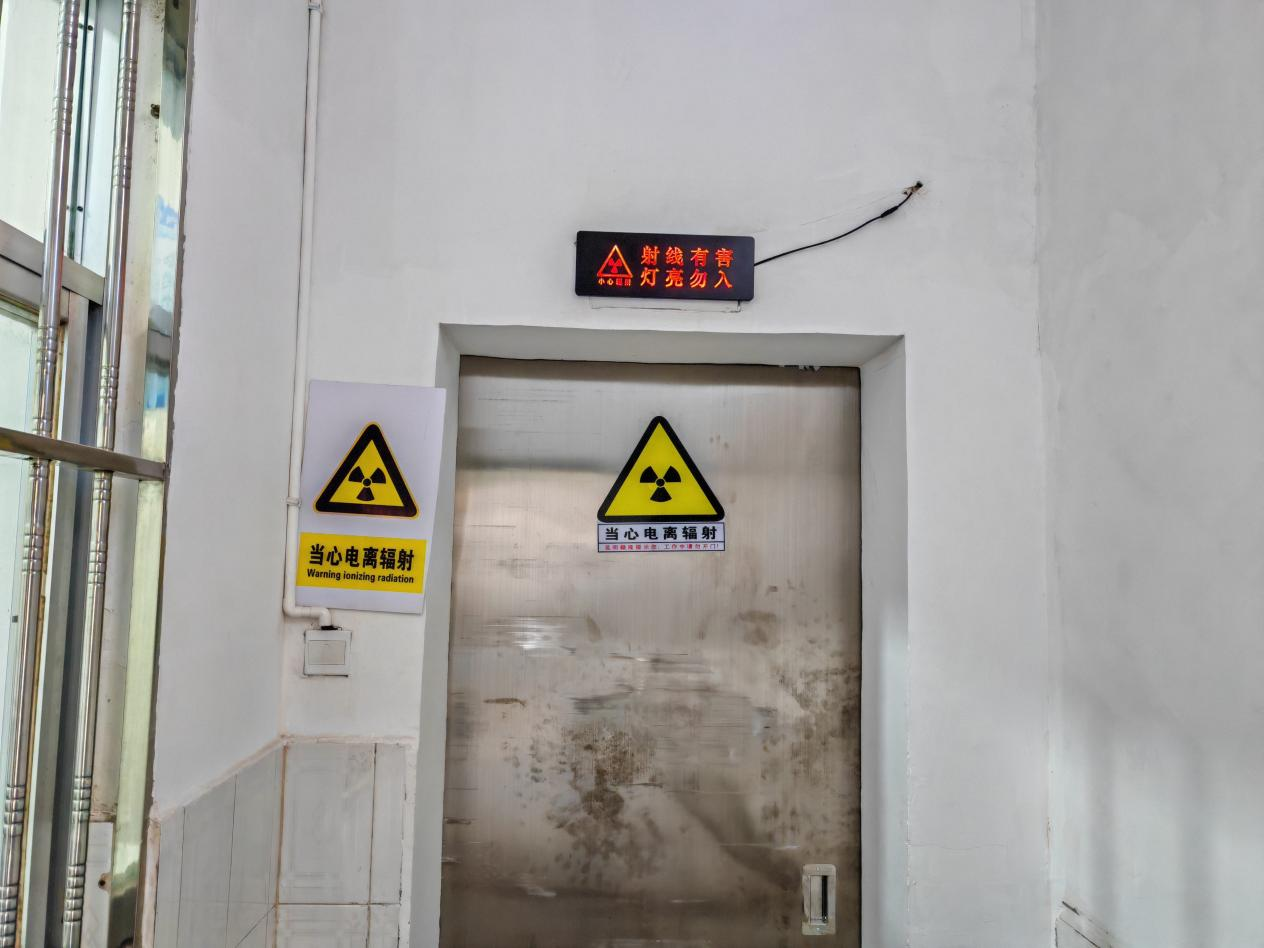 射线有害
灯亮勿入
小心辐射
当心电离辐射
当心电离辐射
Warning ionizing radiation